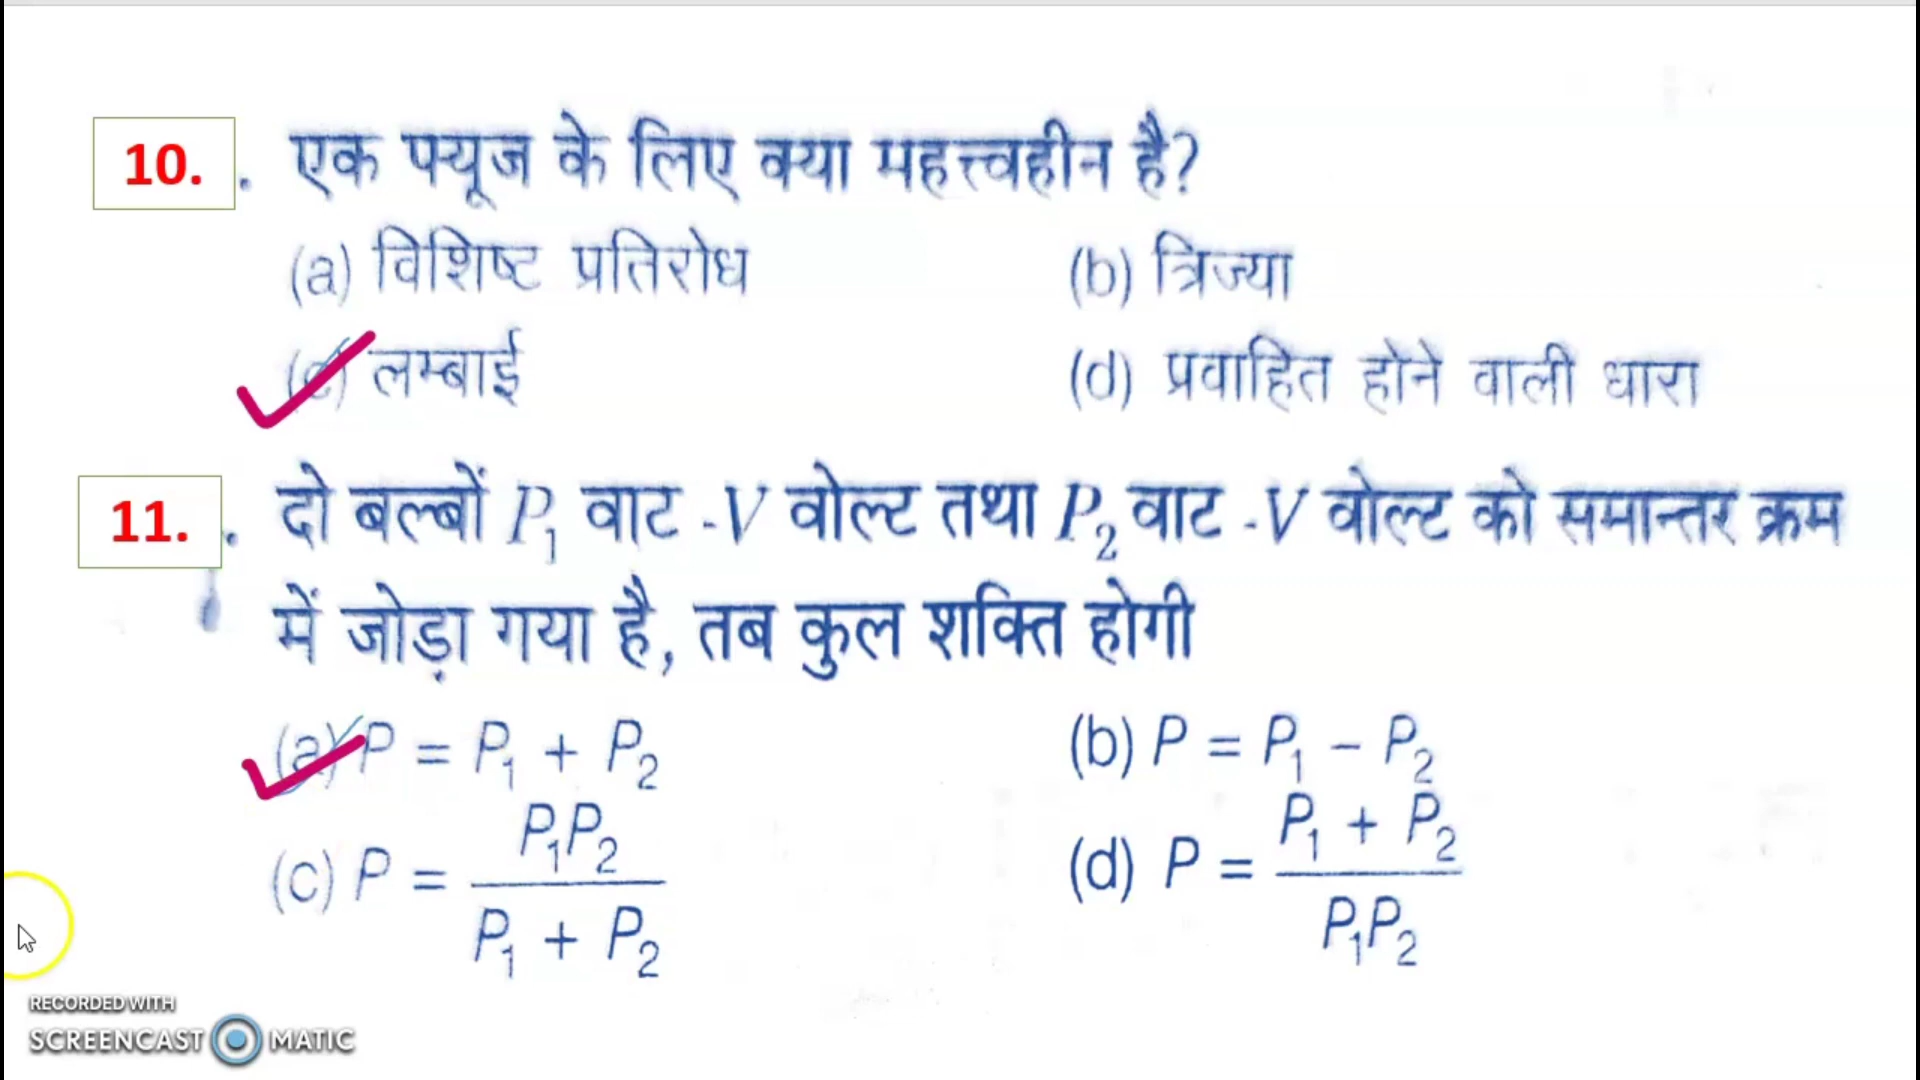 10. . एक फ्यूज के लिए क्या महत्त्वहीन है?
(a) विशिष्ट प्रतिरोध (b) त्रिज्या
(c) लम्बाई (d) प्रवाहित होने वाली धारा
11. . दो बल्बों P₁ वाट -V वोल्ट तथा P₂ वाट -V वोल्ट को समान्तर क्रम
में जोड़ा गया है, तब कुल शक्ति होगी
(a) P = P₁ + P₂ (b) P = P₁ − P₂
(c) P = P₁P₂ / P₁ + P₂ (d) P = P₁ + P₂ / P₁P₂
RECORDED WITH
SCREENCAST MATIC